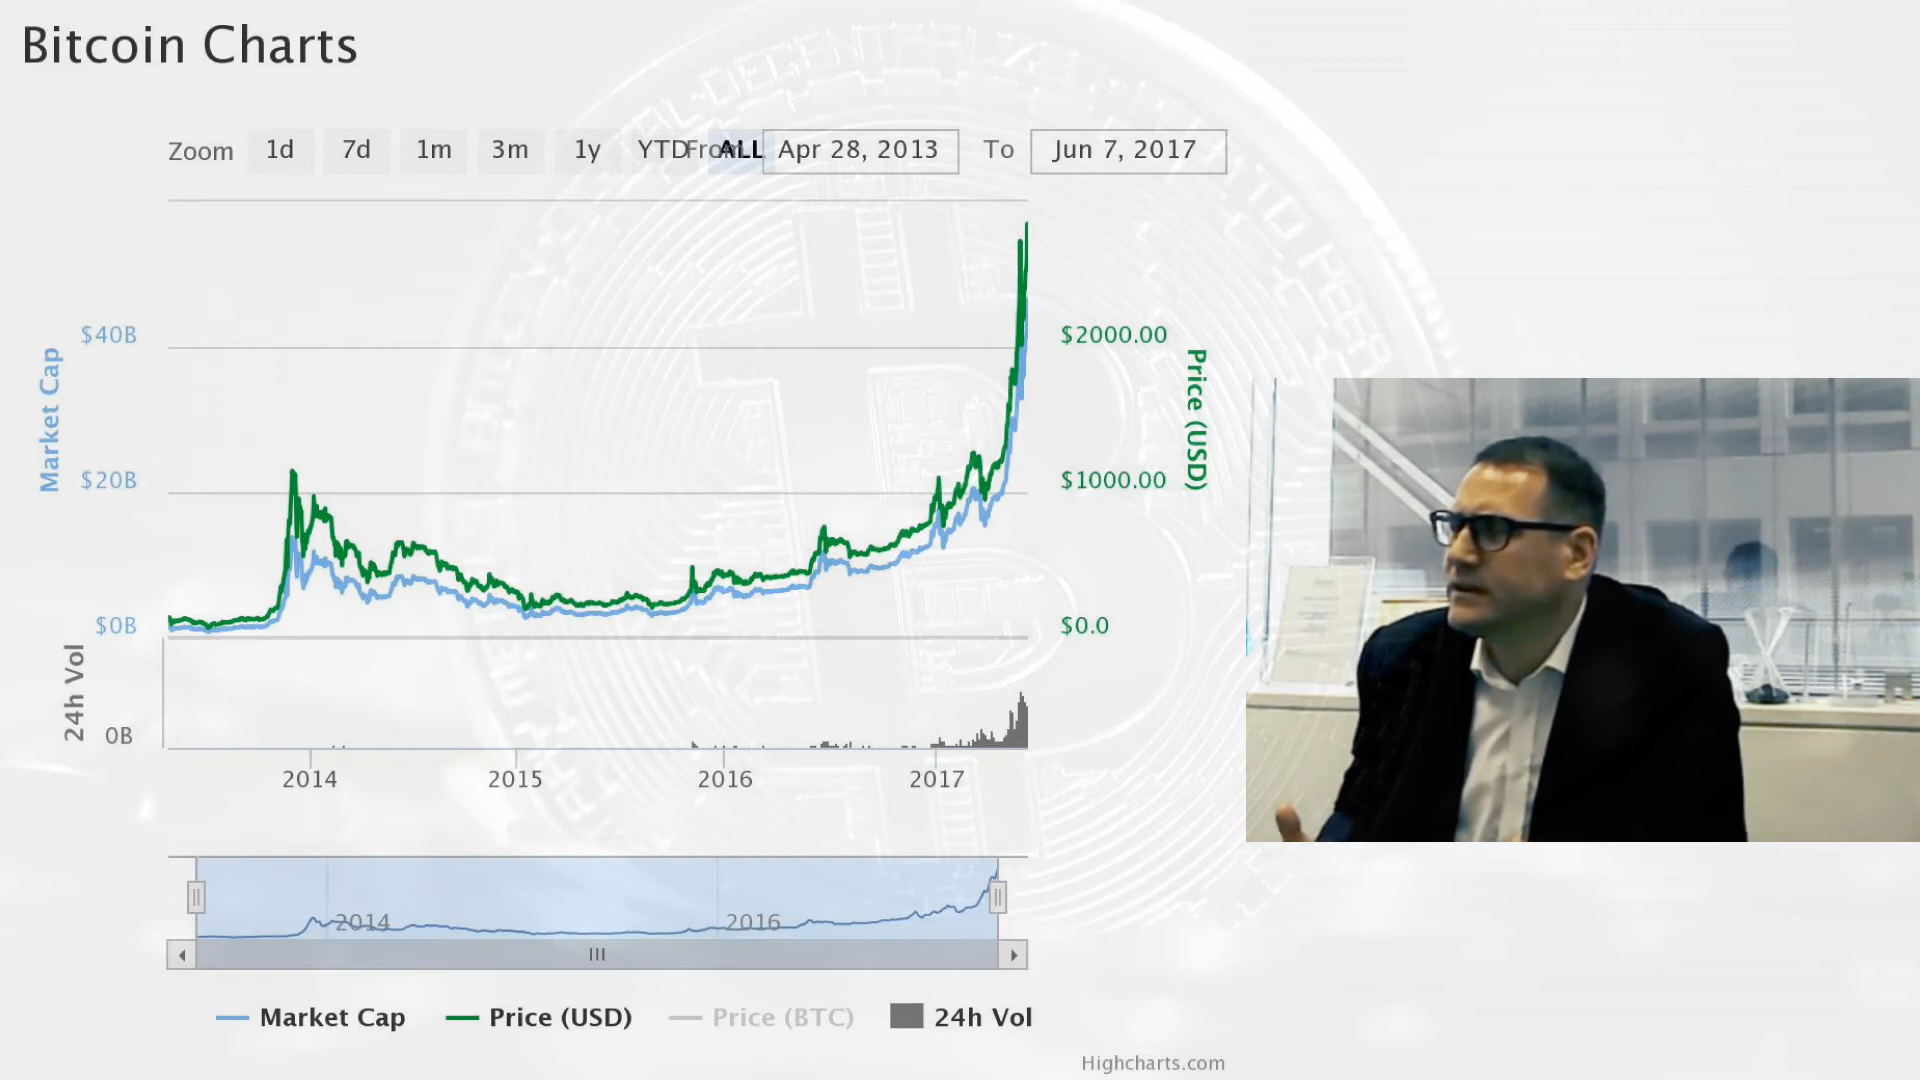 Bitcoin Charts
Zoom 1d 7d 1m 3m 1y YTD From ALL Apr 28, 2013 To Jun 7, 2017
$40B $2000.00
Market Cap
Price (USD)
$20B $1000.00
$0B $0.0
24h Vol
0B
2014 2015 2016 2017
2014 2016
Market Cap Price (USD) Price (BTC) 24h Vol
Highcharts.com